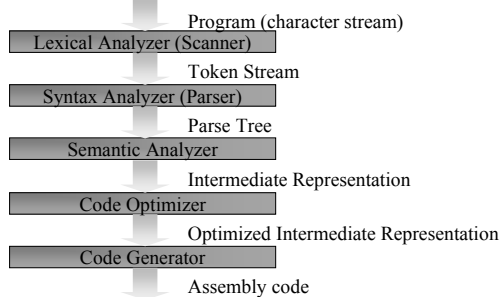 Program (character stream)
Lexical Analyzer (Scanner)
Token Stream
Syntax Analyzer (Parser)
Parse Tree
Semantic Analyzer
Intermediate Representation
Code Optimizer
Optimized Intermediate Representation
Code Generator
Assembly code